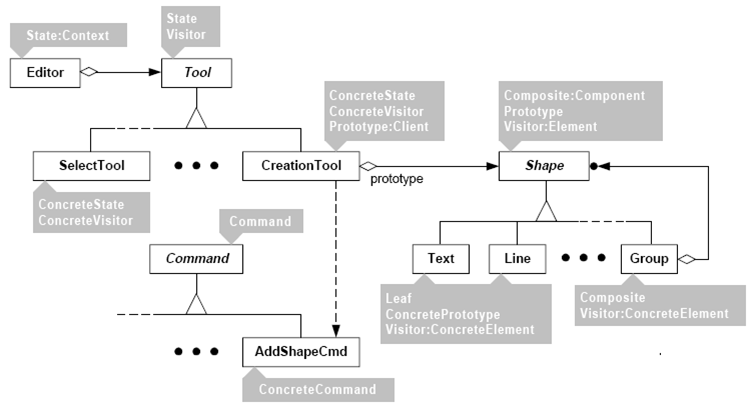 State
Visitor
State:Context
Editor
Tool
ConcreteState
ConcreteVisitor
Prototype:Client
Composite:Component
Prototype
Visitor:Element
SelectTool
CreationTool
prototype
Shape
ConcreteState
ConcreteVisitor
Command
Command
Text
Line
Group
Leaf
ConcretePrototype
Visitor:ConcreteElement
Composite
Visitor:ConcreteElement
AddShapeCmd
ConcreteCommand